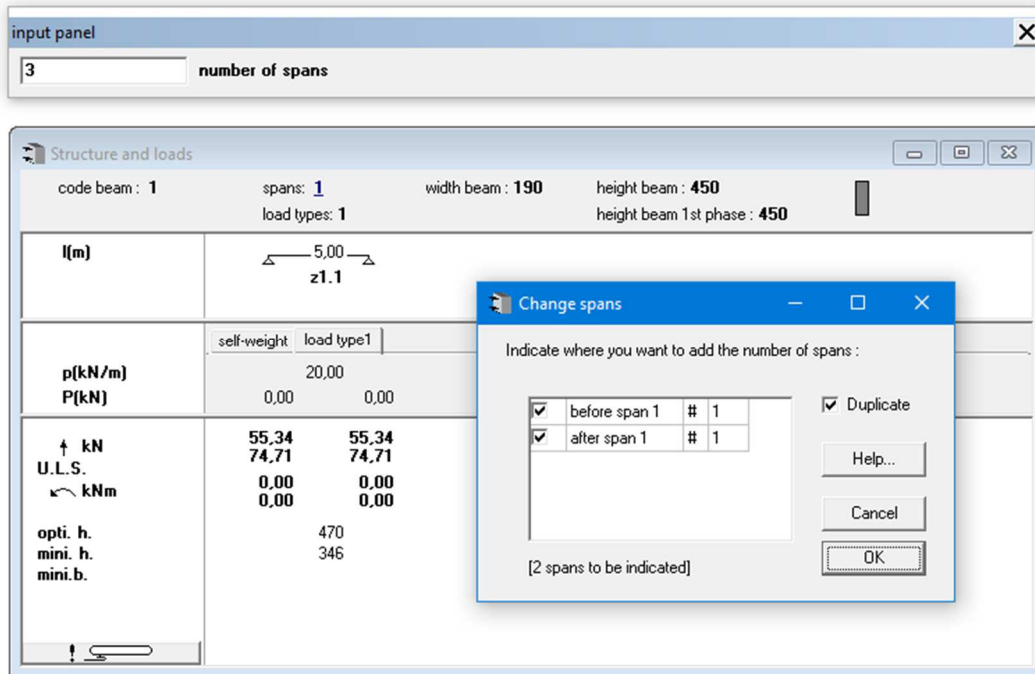 input panel
3 number of spans
Structure and loads
code beam : 1 spans: 1 width beam : 190 height beam : 450
load types: 1 height beam 1st phase : 450
l(m) 5,00
z1.1
self-weight load type1
p(kN/m) 20,00
P(kN) 0,00 0,00
kN 55,34 55,34
U.L.S. 74,71 74,71
kNm 0,00 0,00
0,00 0,00
opti. h. 470
mini. h. 346
mini.b.
!
Change spans
Indicate where you want to add the number of spans :
before span 1 # 1
after span 1 # 1
Duplicate
Help...
Cancel
OK
[2 spans to be indicated]